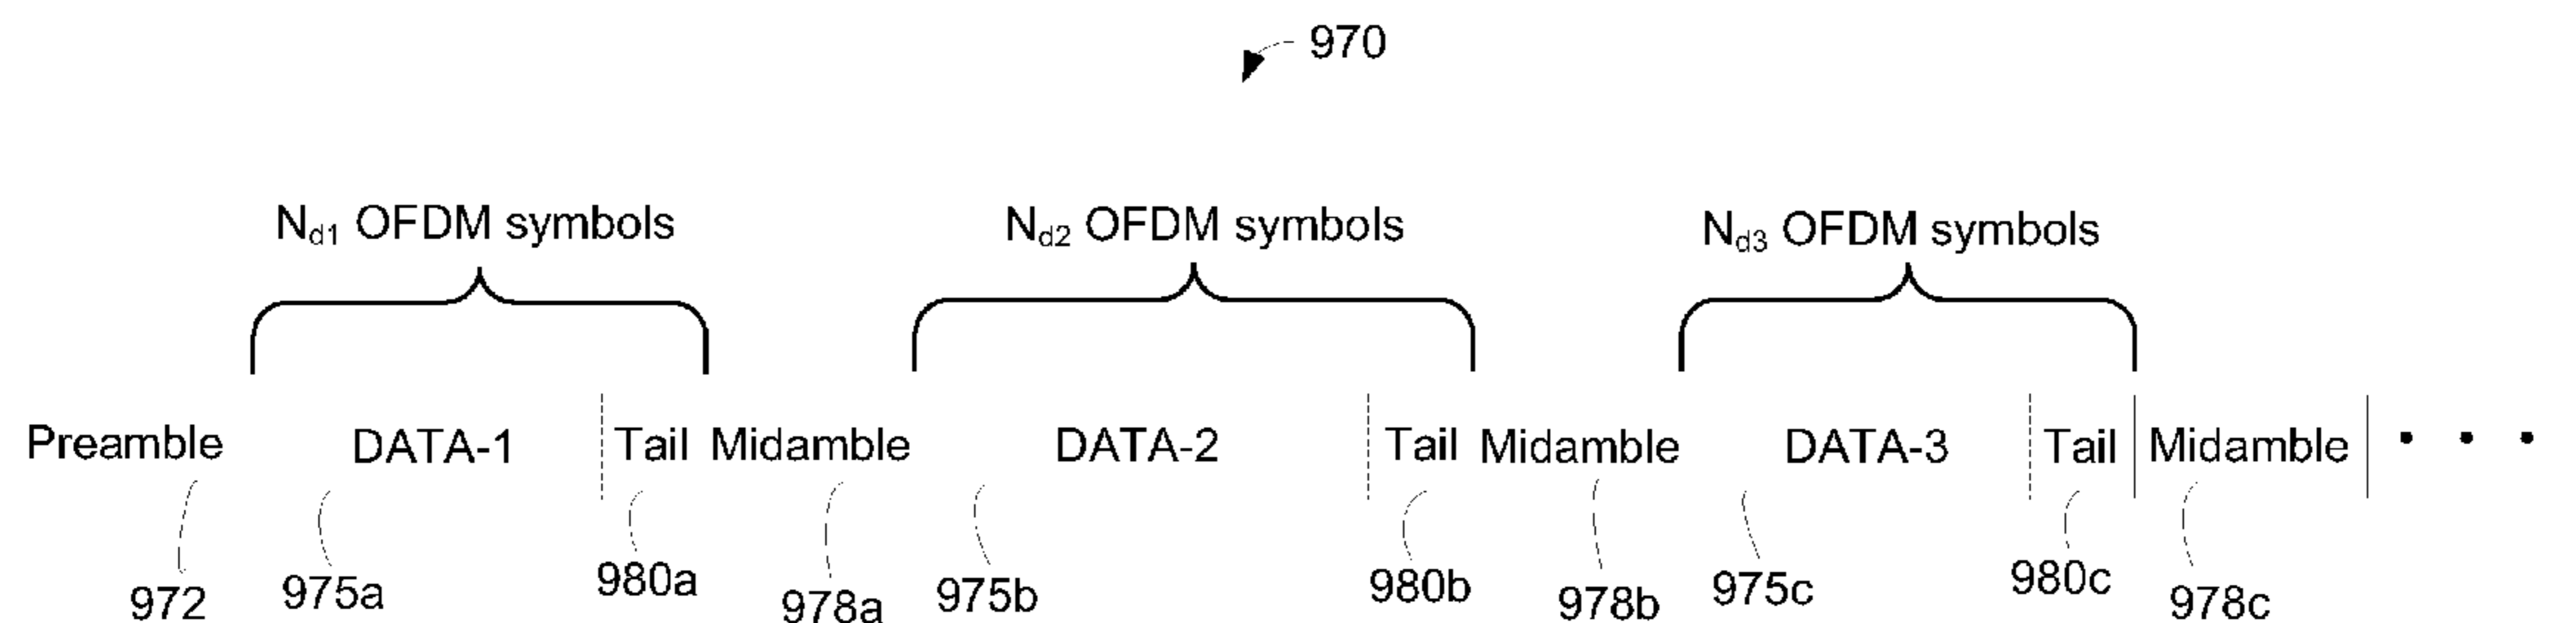 970
Nd1 OFDM symbols Nd2 OFDM symbols Nd3 OFDM symbols
Preamble DATA-1 Tail Midamble DATA-2 Tail Midamble DATA-3 Tail Midamble • • •
972 975a 980a 978a 975b 980b 978b 975c 980c 978c